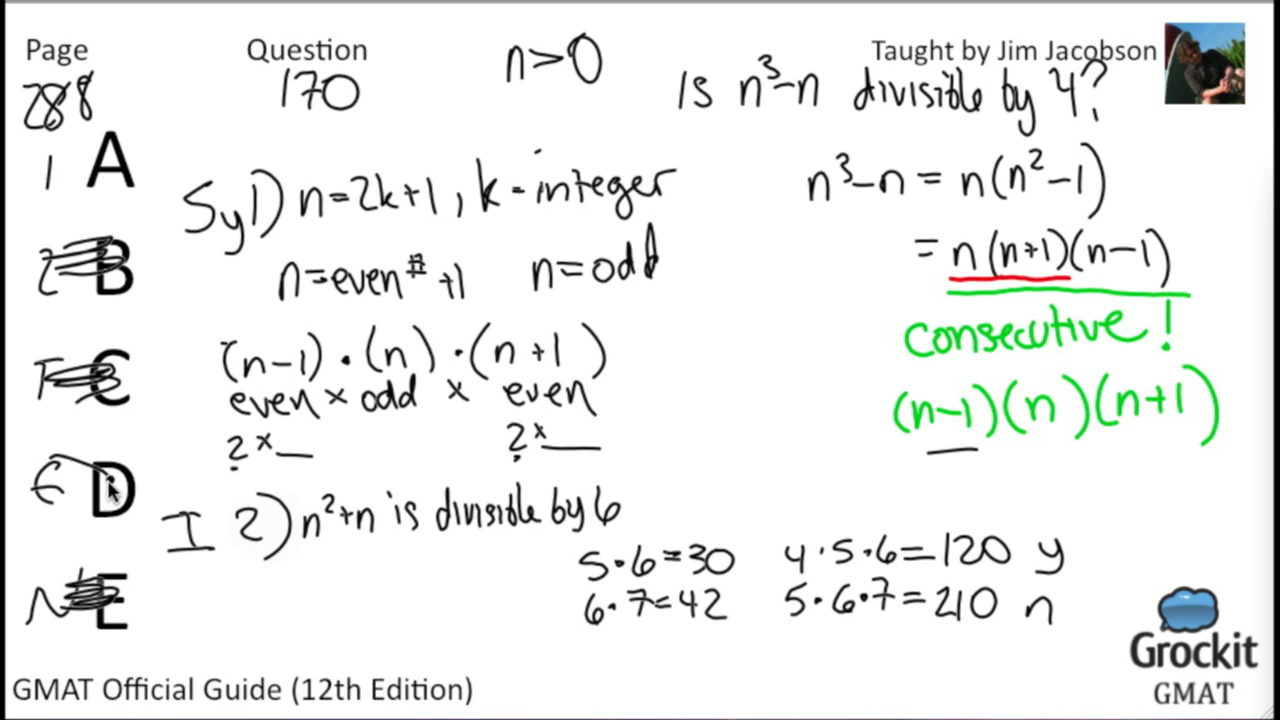 Page Question n>0 Taught by Jim Jacobson
288 170 Is n³-n divisible by 4?
1 A
Sy 1) n=2k+1, k-integer
n³-n = n(n²-1)
= n(n+1)(n-1)
2 B
n=even# +1 n=odd
consecutive!
(n-1)·(n)·(n+1)
T C
even × odd × even
(n-1)(n)(n+1)
2×__ 2×__
E D
I 2) n²+n is divisible by 6
5·6=30 4·5·6=120 y
6·7=42 5·6·7=210 n
N E
Grockit
GMAT
GMAT Official Guide (12th Edition)